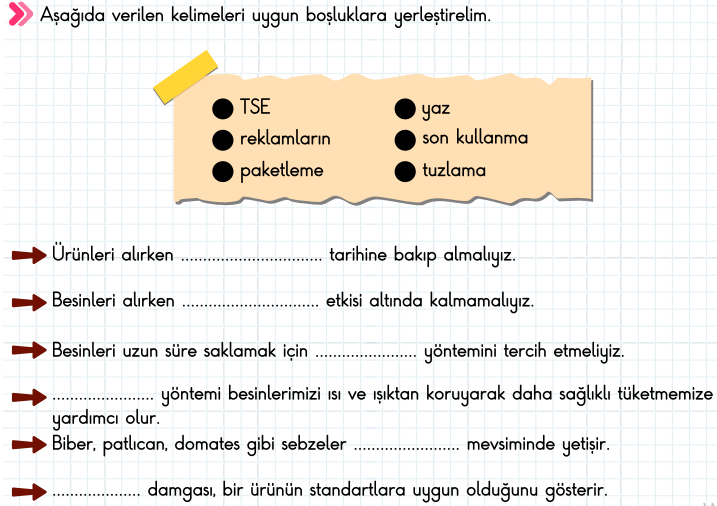 Aşağıda verilen kelimeleri uygun boşluklara yerleştirelim.
TSE
reklamların
paketleme
yaz
son kullanma
tuzlama
Ürünleri alırken ................................ tarihine bakıp almalıyız.
Besinleri alırken ............................... etkisi altında kalmamalıyız.
Besinleri uzun süre saklamak için ....................... yöntemini tercih etmeliyiz.
....................... yöntemi besinlerimizi ısı ve ışıktan koruyarak daha sağlıklı tüketmemize
yardımcı olur.
Biber, patlıcan, domates gibi sebzeler ........................ mevsiminde yetişir.
.................... damgası, bir ürünün standartlara uygun olduğunu gösterir.